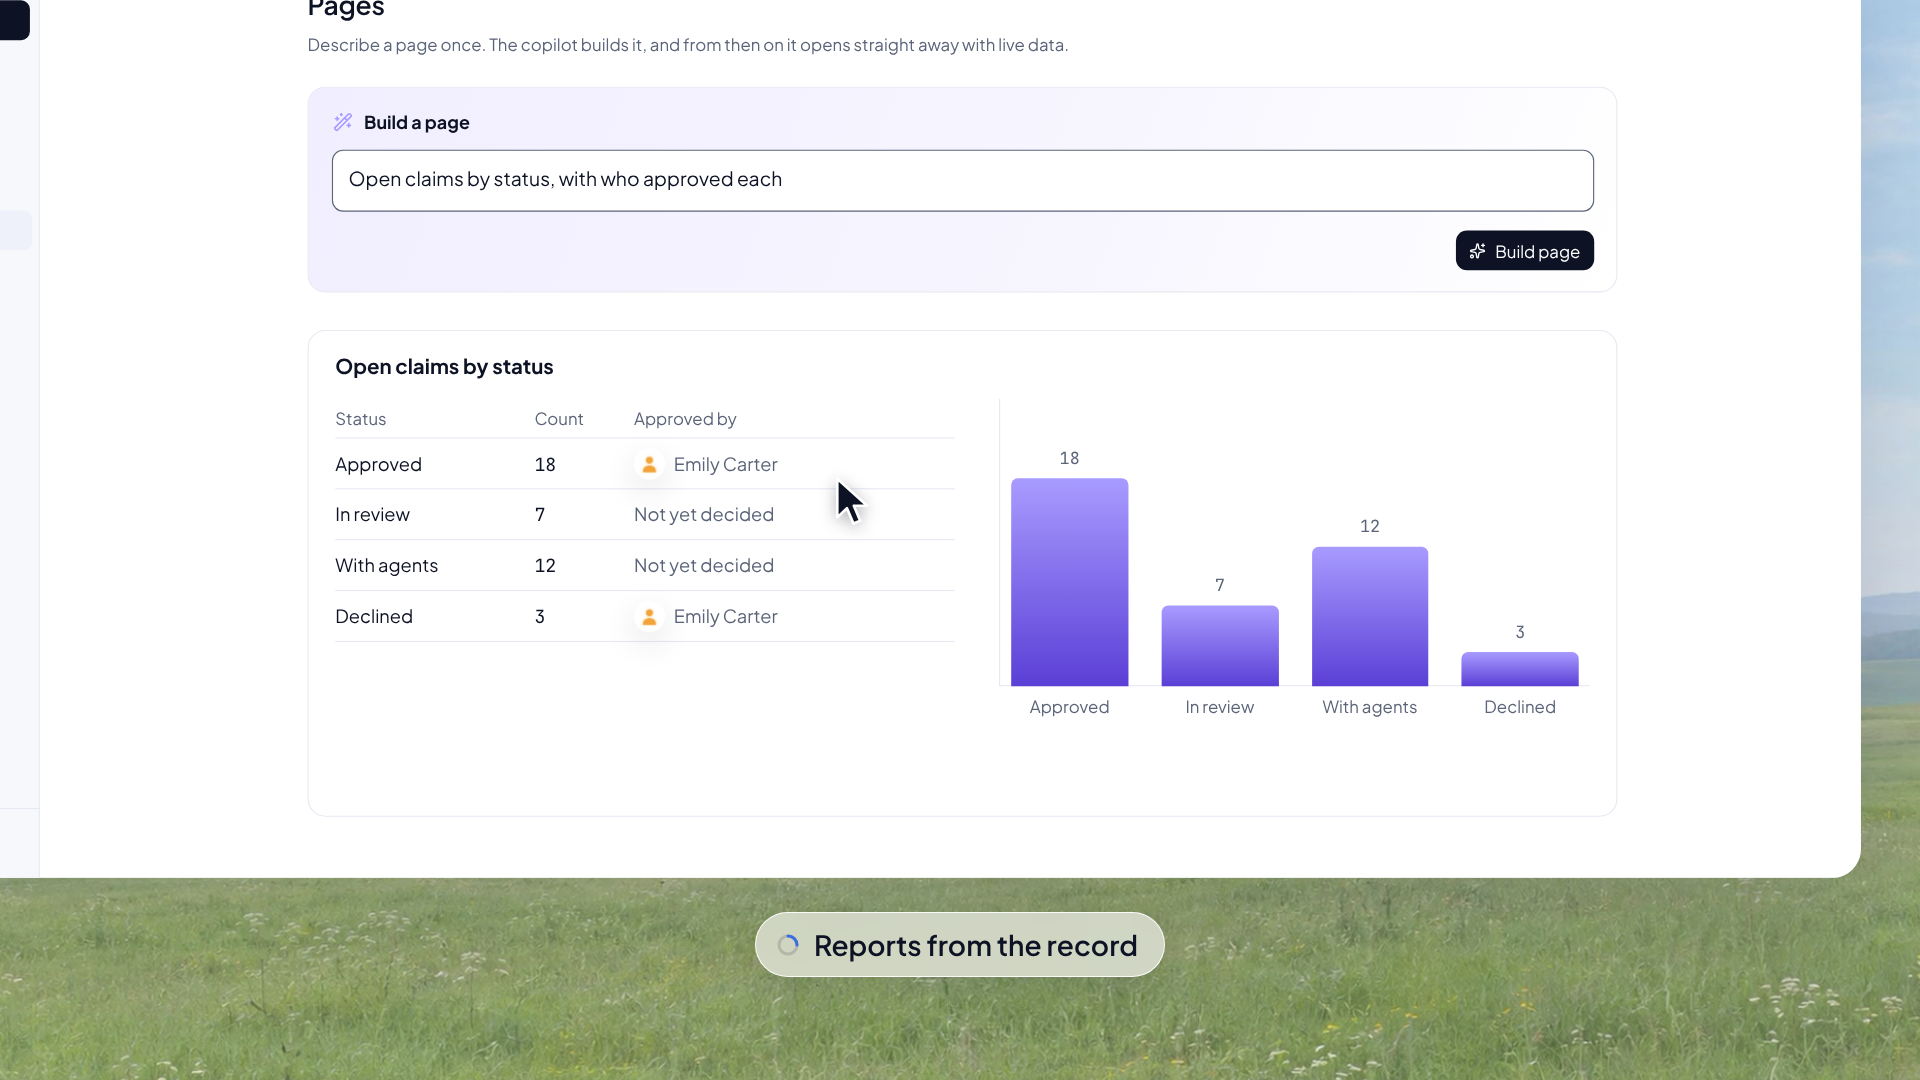 Pages
Describe a page once. The copilot builds it, and from then on it opens straight away with live data.
Build a page
Open claims by status, with who approved each
Build page
Open claims by status
Status Count Approved by
Approved 18 Emily Carter
In review 7 Not yet decided
With agents 12 Not yet decided
Declined 3 Emily Carter
18
7
12
3
Approved In review With agents Declined
Reports from the record